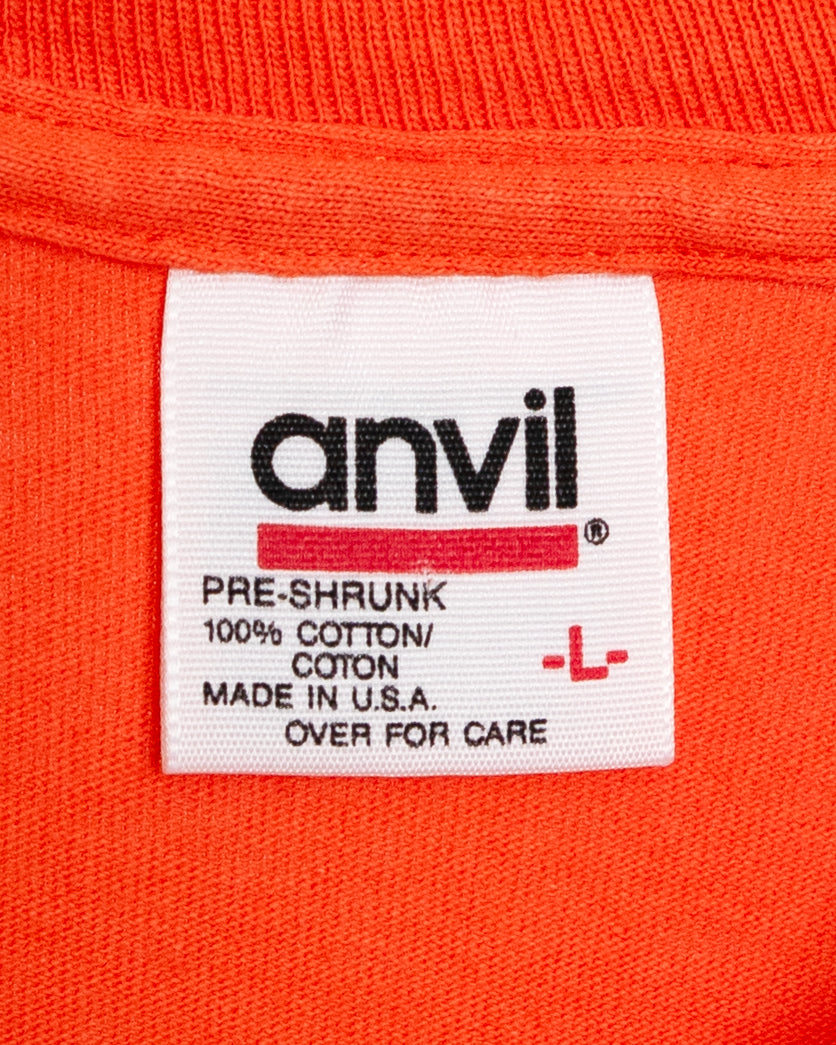 anvil®
PRE-SHRUNK
100% COTTON/
COTON
-L-
MADE IN U.S.A.
OVER FOR CARE